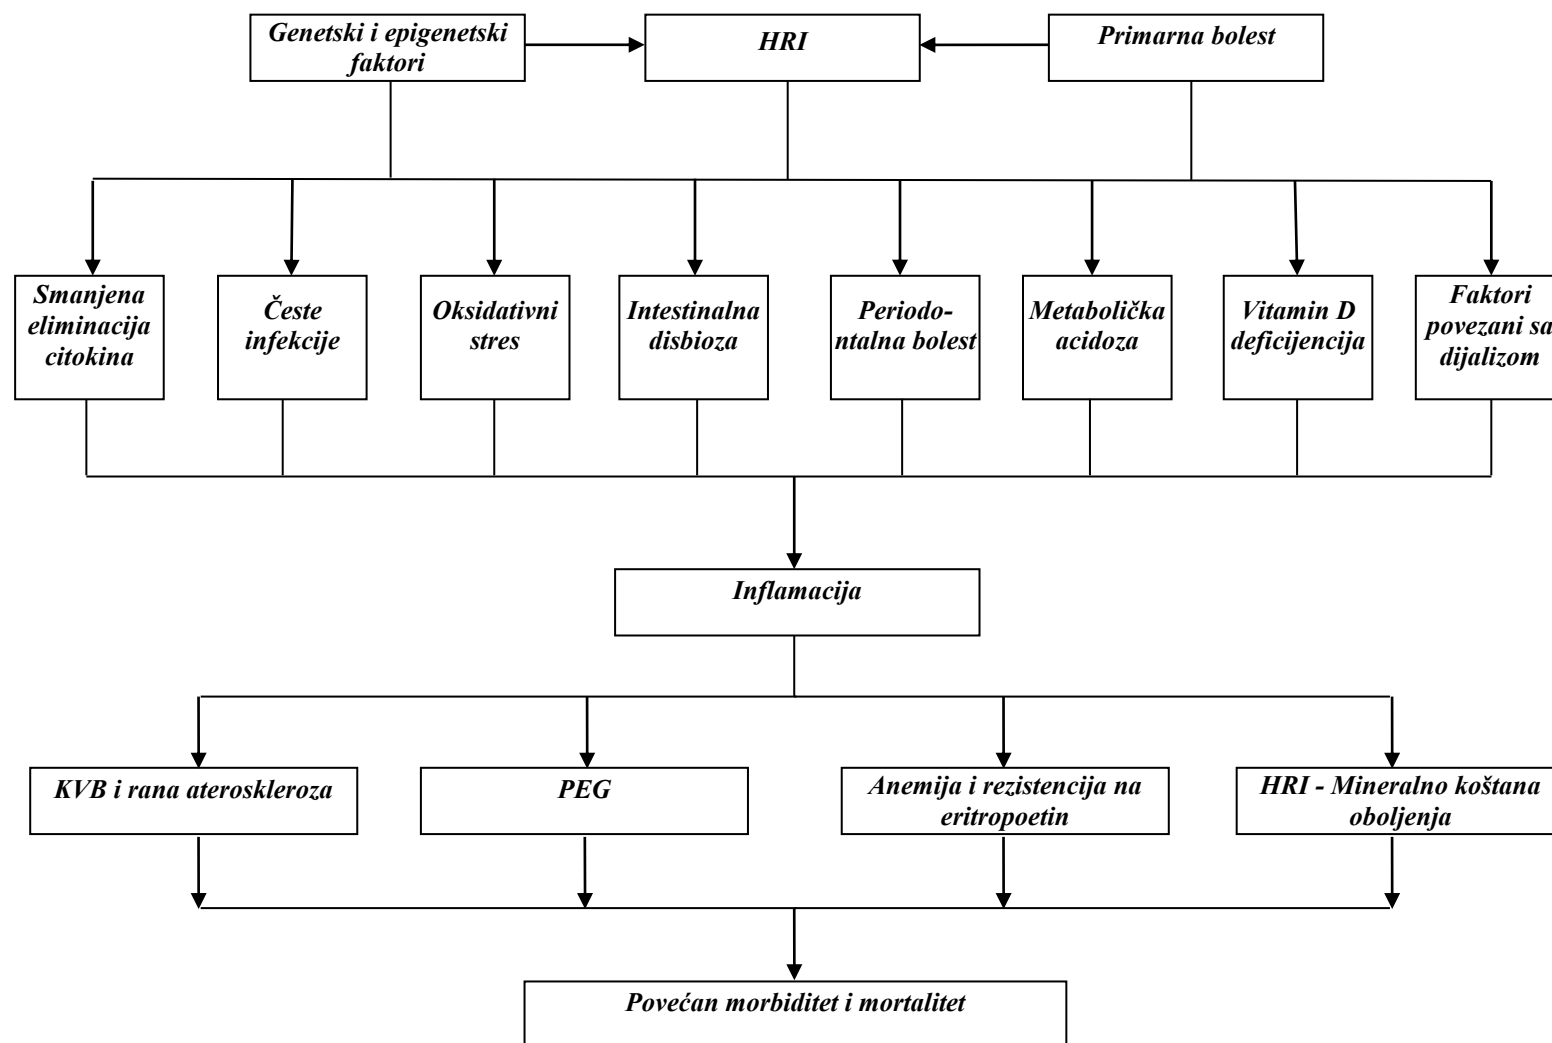 Genetski i epigenetski
faktori
HRI
Primarna bolest
Smanjena
eliminacija
citokina
Česte
infekcije
Oksidativni
stres
Intestinalna
disbioza
Periodo-
ntalna bolest
Metabolička
acidoza
Vitamin D
deficijencija
Faktori
povezani sa
dijalizom
Inflamacija
KVB i rana ateroskleroza
PEG
Anemija i rezistencija na
eritropoetin
HRI - Mineralno koštana
oboljenja
Povećan morbiditet i mortalitet